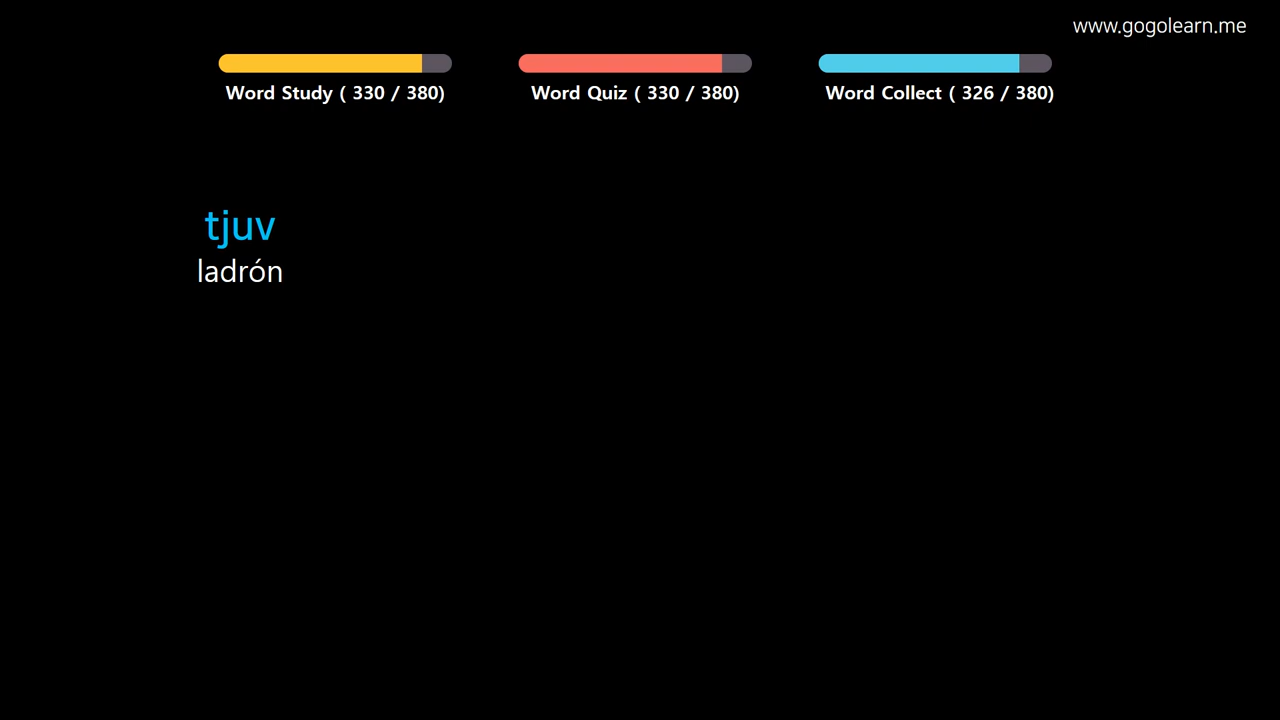 www.gogolearn.me
Word Study ( 330 / 380)
Word Quiz ( 330 / 380)
Word Collect ( 326 / 380)
tjuv
ladrón